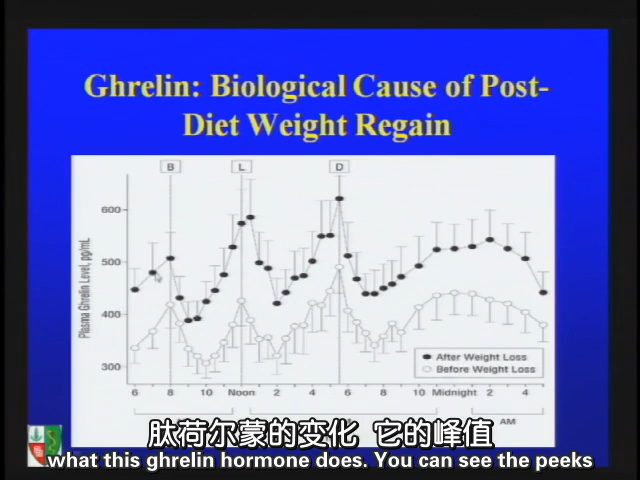 Ghrelin: Biological Cause of Post-
Diet Weight Regain
B L D
Plasma Ghrelin Level, pg/mL
600
500
400
300
After Weight Loss
Before Weight Loss
6 8 10 Noon 2 4 6 8 10 Midnight 2 4
AM
肽荷尔蒙的变化 它的峰值
what this ghrelin hormone does. You can see the peeks